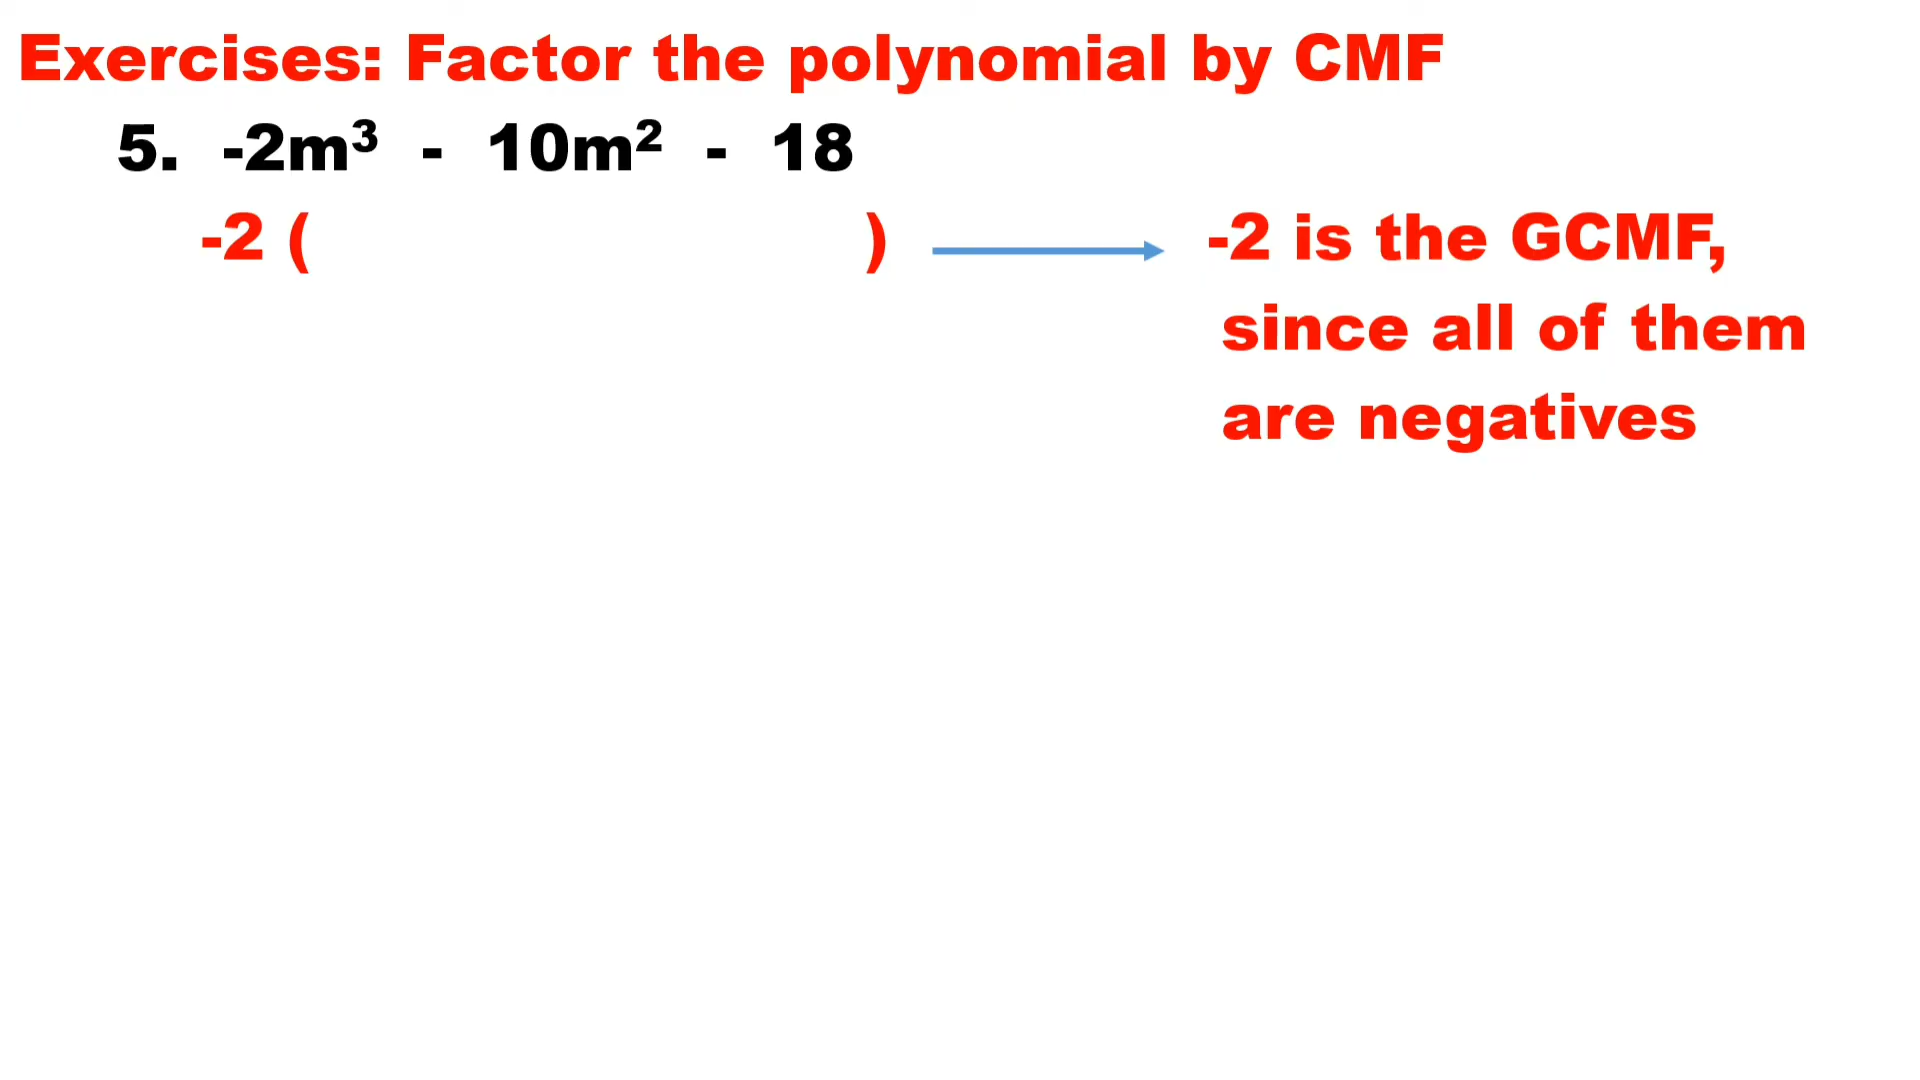 Exercises: Factor the polynomial by CMF
5. -2m³ - 10m² - 18
-2 ( ) -2 is the GCMF,
since all of them
are negatives